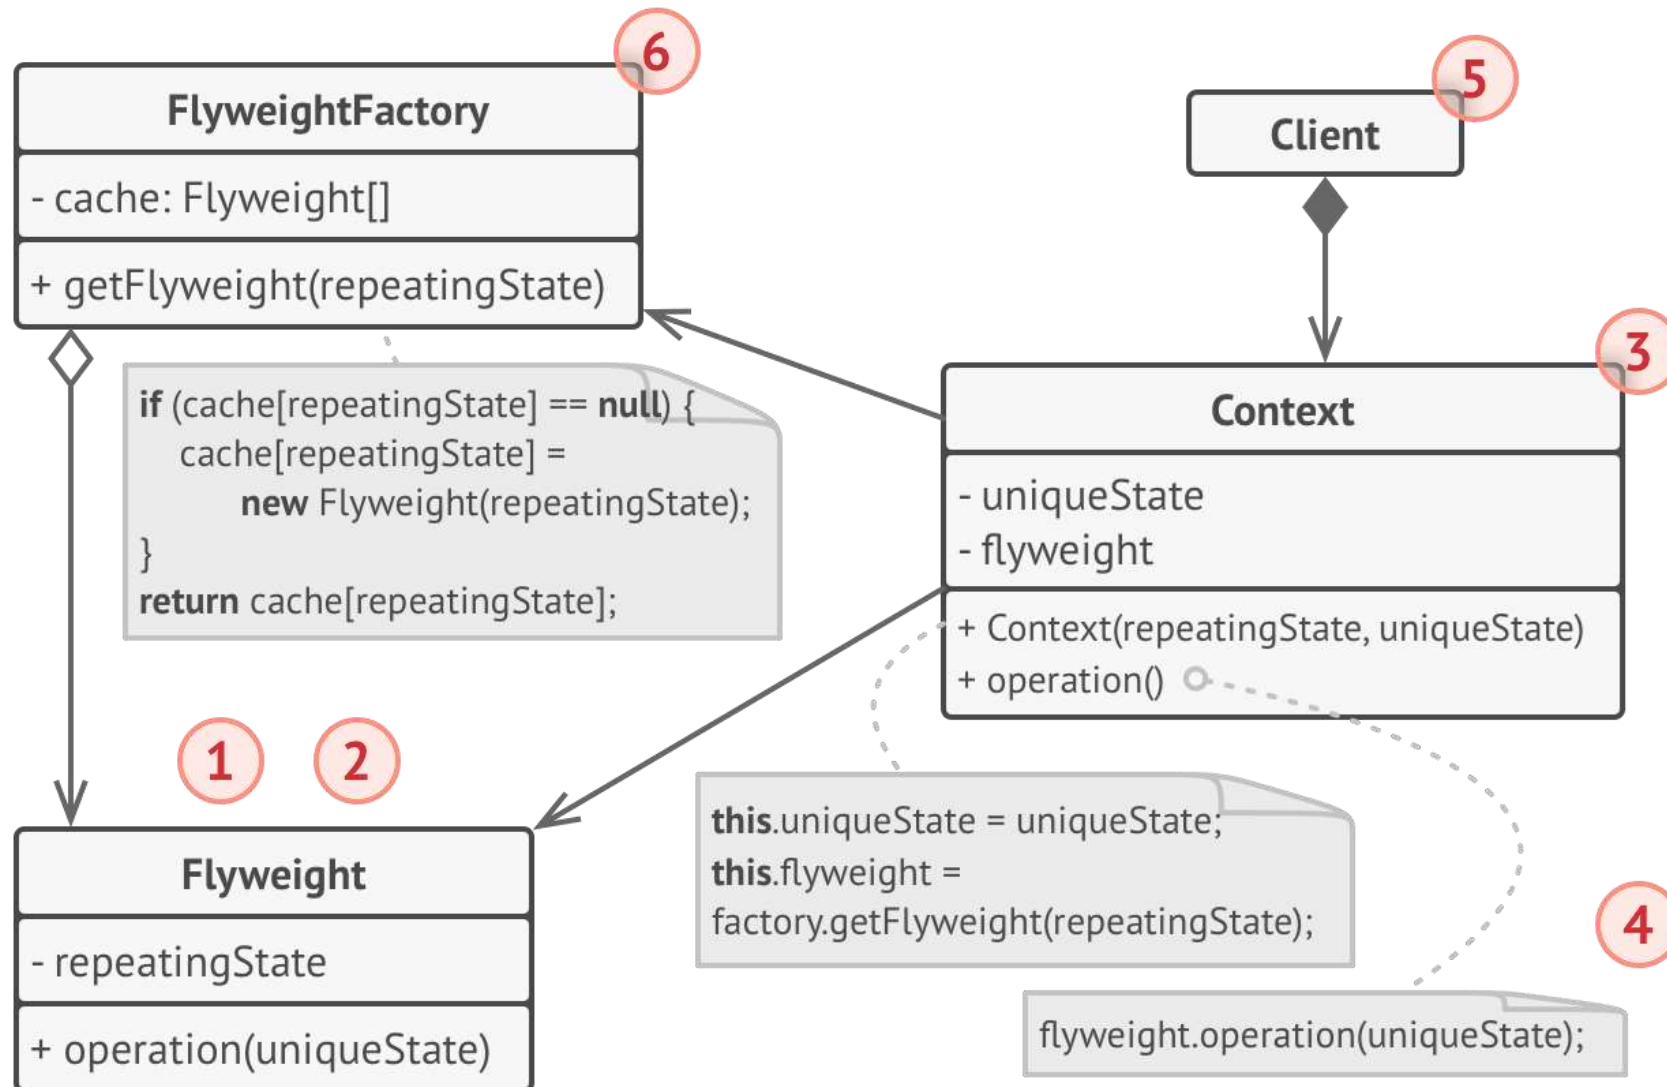 6
FlyweightFactory
- cache: Flyweight[]
+ getFlyweight(repeatingState)
if (cache[repeatingState] == null) {
cache[repeatingState] =
new Flyweight(repeatingState);
}
return cache[repeatingState];
5
Client
3
Context
- uniqueState
- flyweight
+ Context(repeatingState, uniqueState)
+ operation()
1
2
Flyweight
- repeatingState
+ operation(uniqueState)
this.uniqueState = uniqueState;
this.flyweight =
factory.getFlyweight(repeatingState);
4
flyweight.operation(uniqueState);